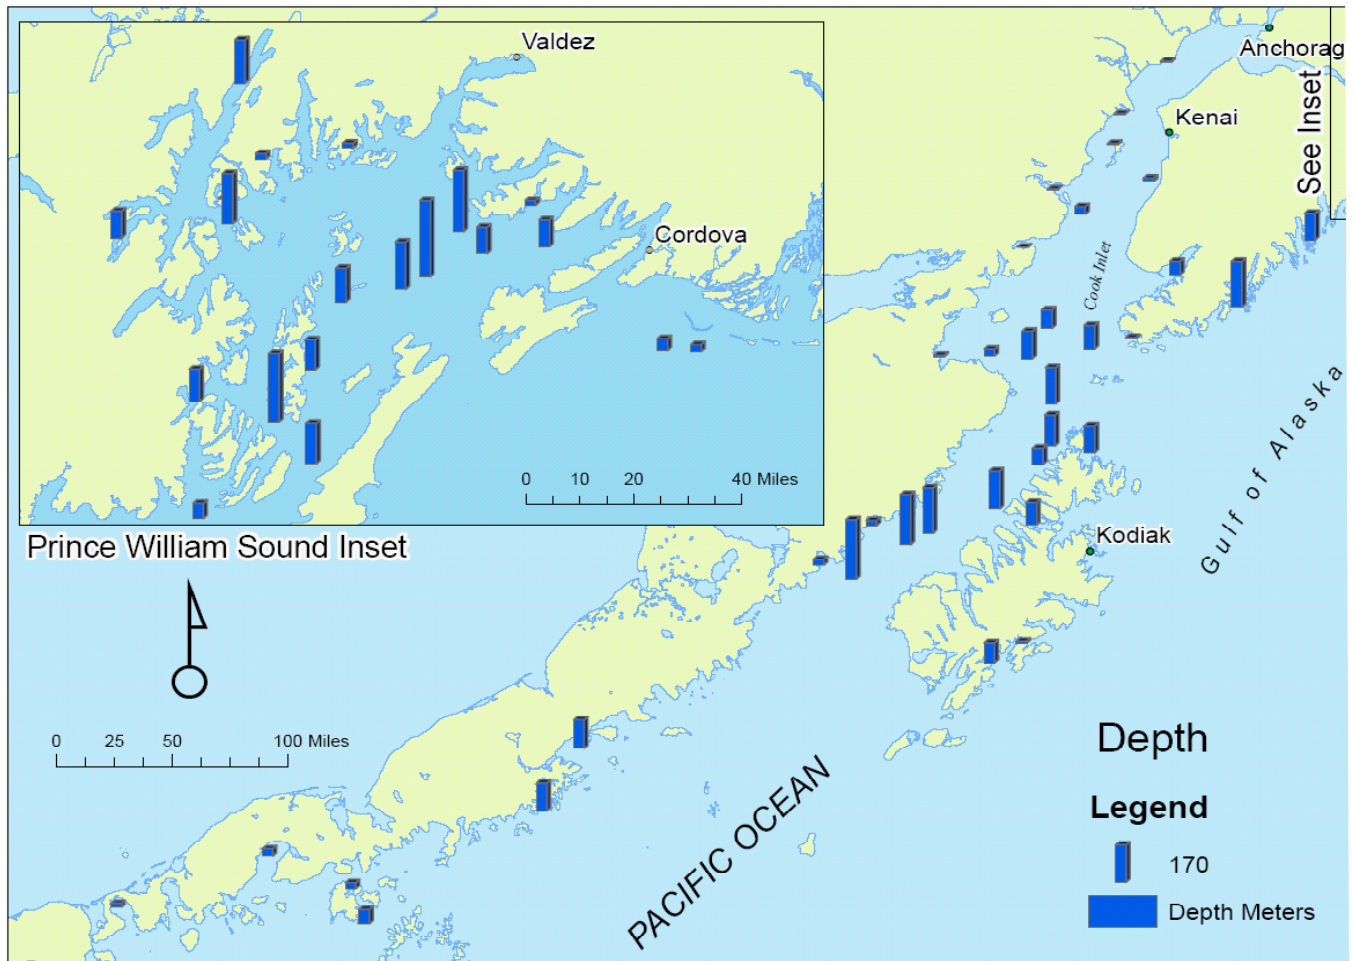 Valdez
Cordova
0 20 40 Miles
Prince William Sound Inset
Anchorag
Kenai
See Inset
Cook Inlet
Gulf of Alaska
Kodiak
0 25 50 100 Miles
PACIFIC OCEAN
Depth
Legend
170
Depth Meters